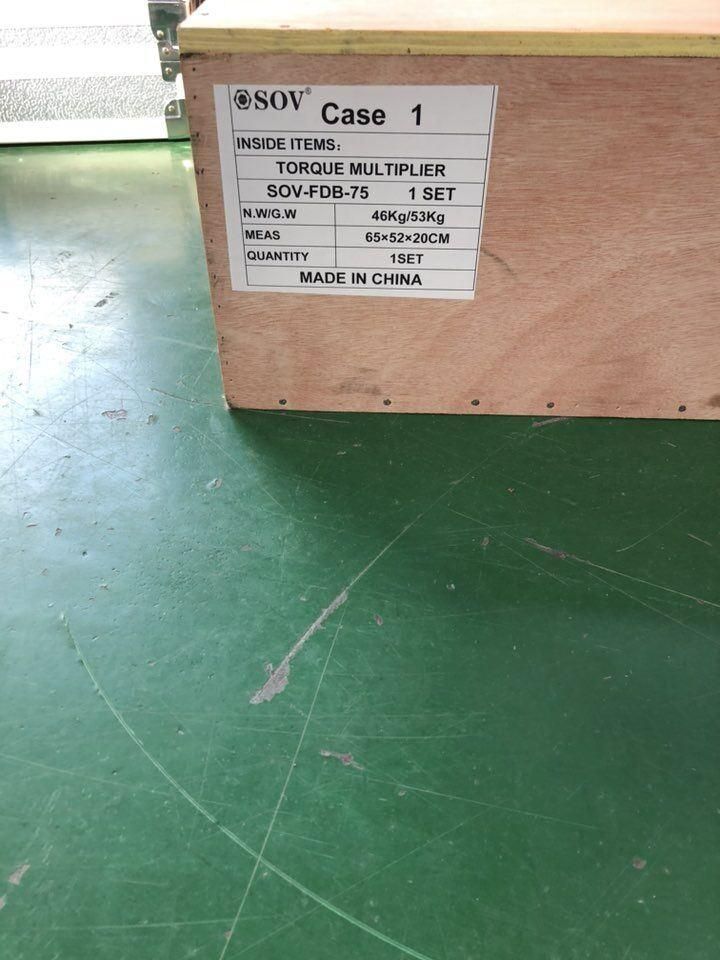 SOV® Case 1
INSIDE ITEMS:
TORQUE MULTIPLIER
SOV-FDB-75 1 SET
N.W/G.W 46Kg/53Kg
MEAS 65×52×20CM
QUANTITY 1SET
MADE IN CHINA